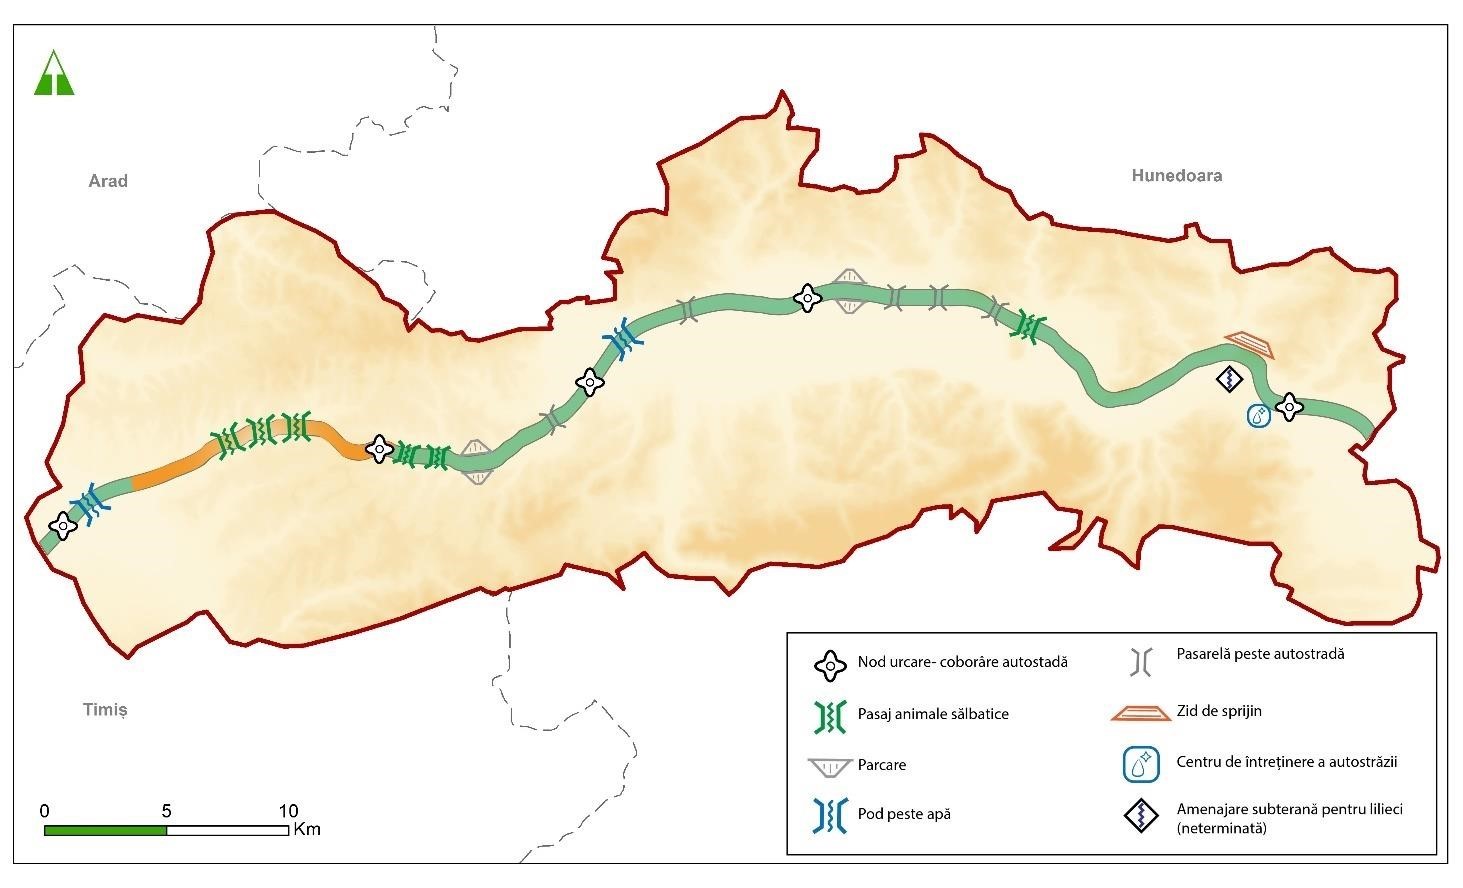 Arad
Hunedoara
Timiș
0 5 10
Km
Nod urcare- coborâre autostadă
Pasaj animale sălbatice
Parcare
Pod peste apă
Pasarelă peste autostradă
Zid de sprijin
Centru de întreținere a autostrăzii
Amenajare subterană pentru lilieci
(neterminată)